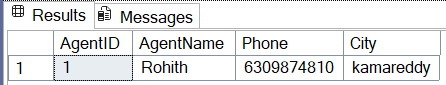 Results Messages
AgentID AgentName Phone City
1 1 Rohith 6309874810 kamareddy